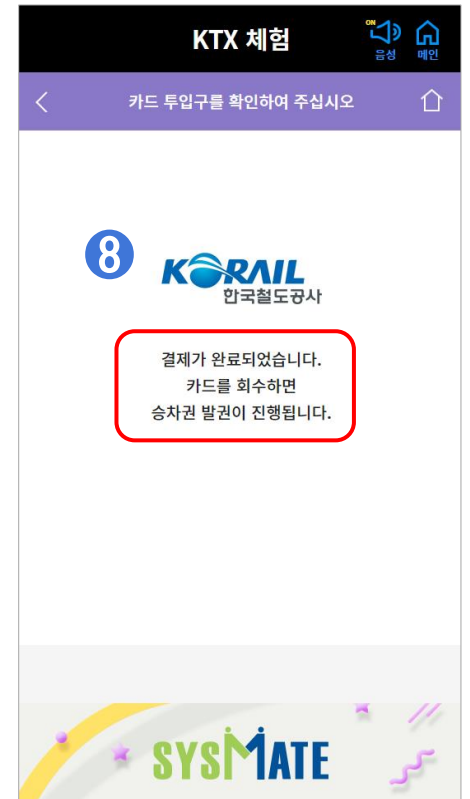 KTX 체험
ON
음성
메인
카드 투입구를 확인하여 주십시오
8
KORAIL
한국철도공사
결제가 완료되었습니다.
카드를 회수하면
승차권 발권이 진행됩니다.
SYSMATE